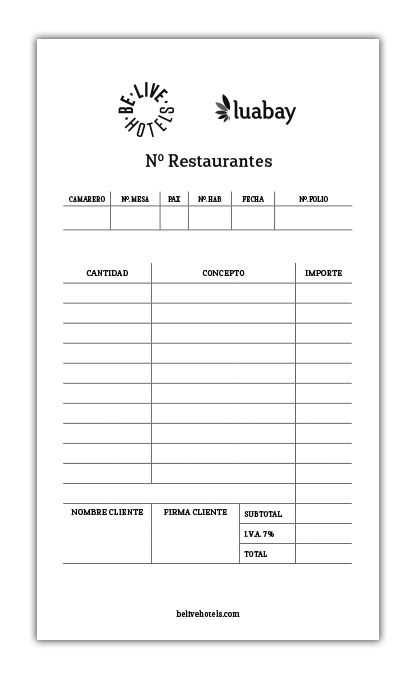 BE·LIVE·HOTELS luabay
Nº Restaurantes
CAMARERO Nº. MESA PAX Nº. HAB FECHA Nº. FOLIO
CANTIDAD CONCEPTO IMPORTE
NOMBRE CLIENTE FIRMA CLIENTE SUBTOTAL
I.V.A. 7%
TOTAL
belivehotels.com